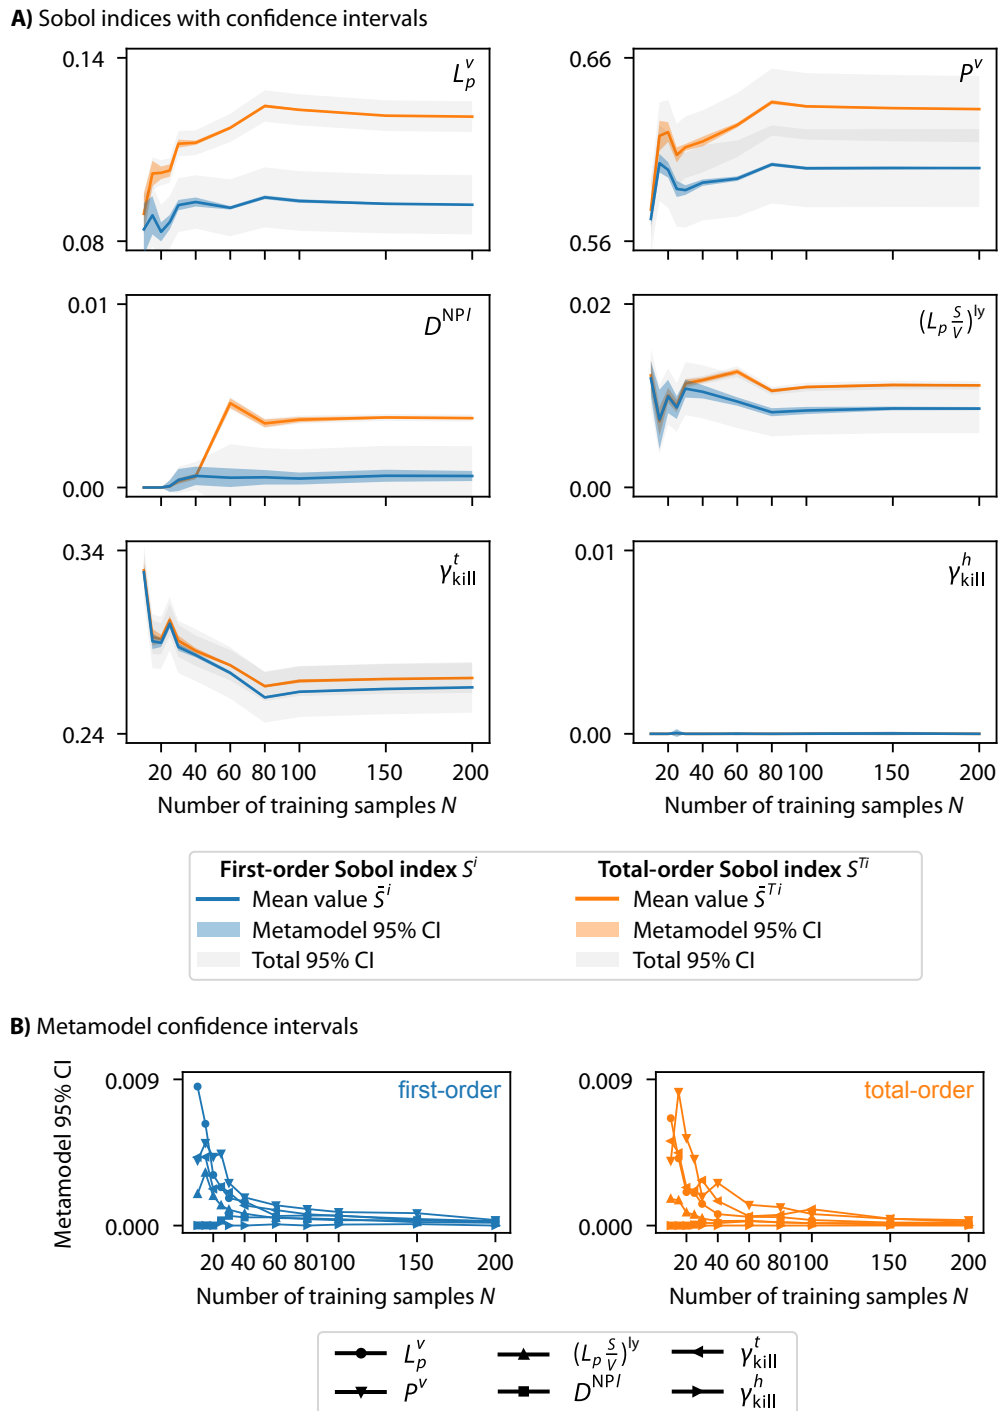 A) Sobol indices with confidence intervals
0.14
0.08
L_p^v
0.66
0.56
P^v
0.01
0.00
D^NPl
0.02
0.00
(L_p S/V)^ly
0.34
0.24
γ_kill^t
20 40 60 80 100 150 200
Number of training samples N
0.01
0.00
γ_kill^h
20 40 60 80 100 150 200
Number of training samples N
First-order Sobol index S^i
Mean value S̄^i
Metamodel 95% CI
Total 95% CI
Total-order Sobol index S^Ti
Mean value S̄^Ti
Metamodel 95% CI
Total 95% CI
B) Metamodel confidence intervals
Metamodel 95% CI
0.009
0.000
first-order
20 40 60 80 100 150 200
Number of training samples N
0.009
0.000
total-order
20 40 60 80 100 150 200
Number of training samples N
L_p^v (L_p S/V)^ly γ_kill^t
P^v D^NPl γ_kill^h